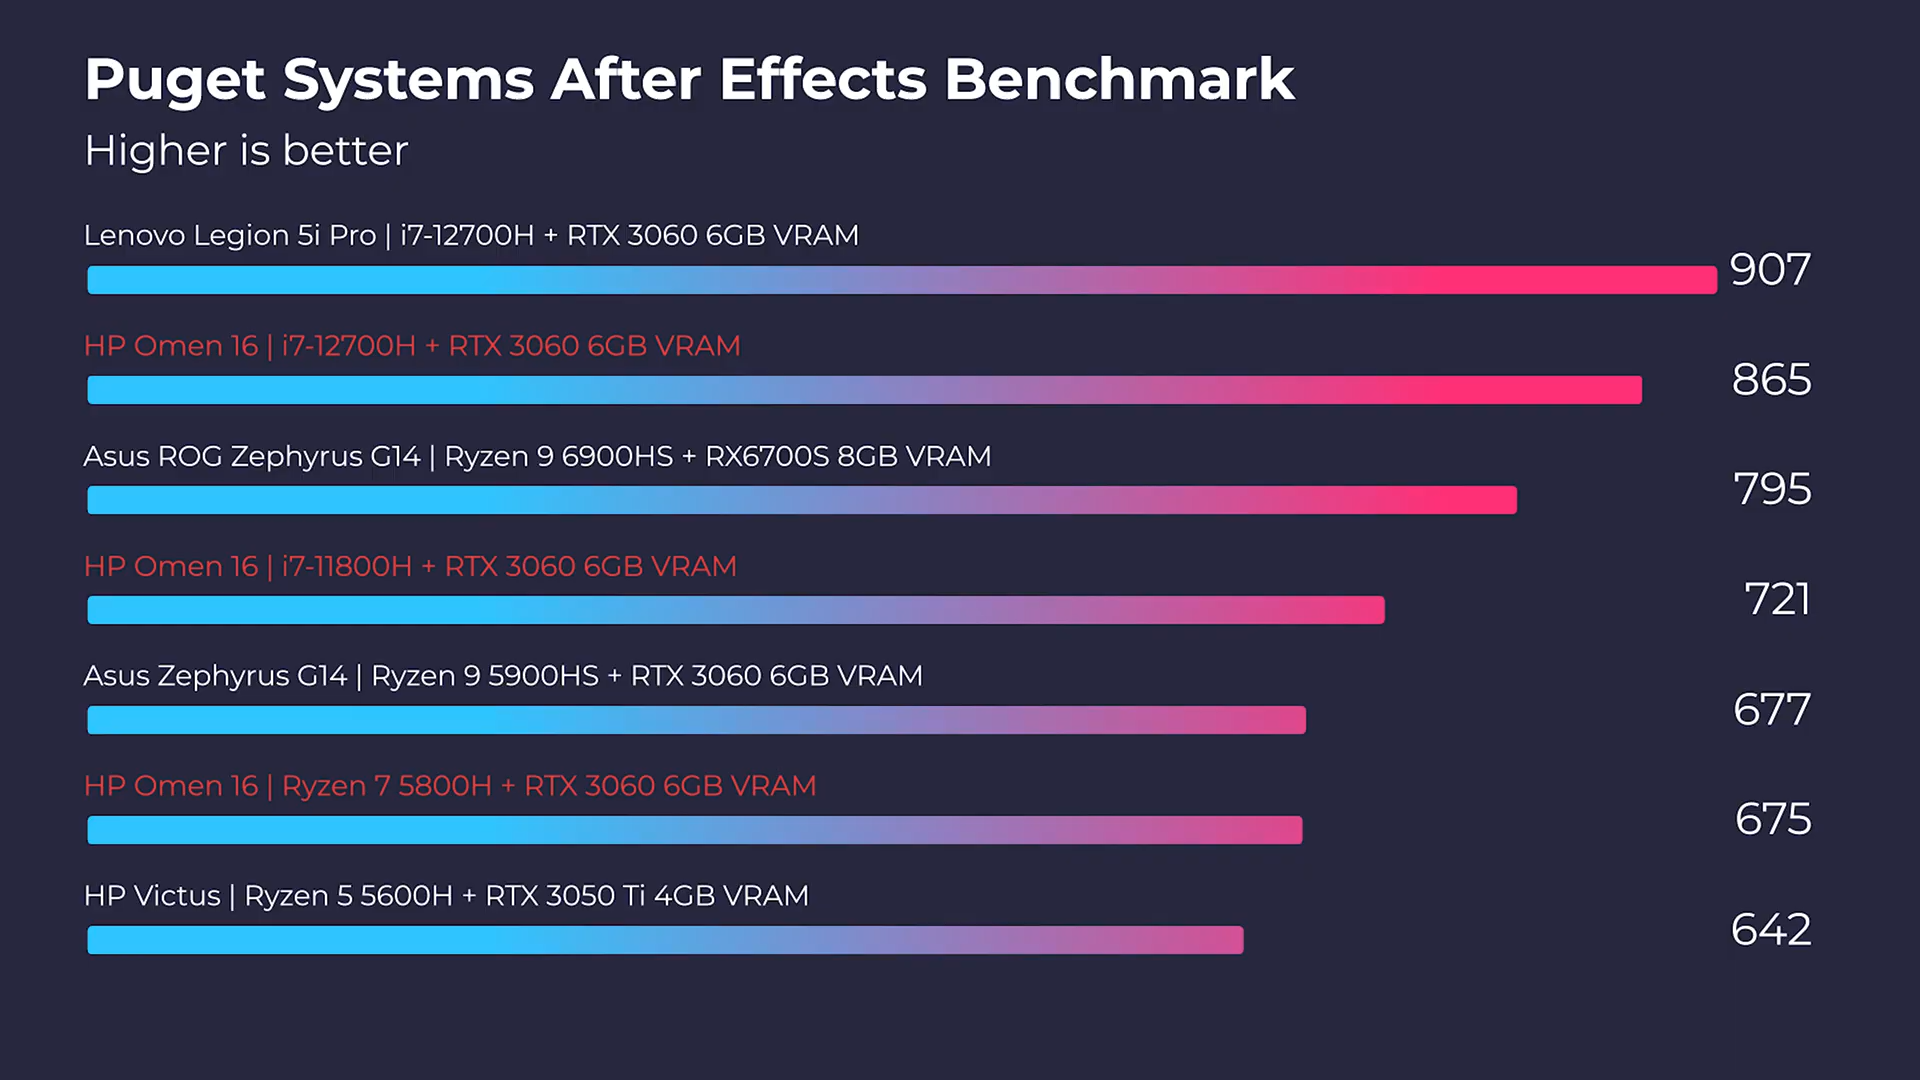 Puget Systems After Effects Benchmark
Higher is better
Lenovo Legion 5i Pro | i7-12700H + RTX 3060 6GB VRAM
907
HP Omen 16 | i7-12700H + RTX 3060 6GB VRAM
865
Asus ROG Zephyrus G14 | Ryzen 9 6900HS + RX6700S 8GB VRAM
795
HP Omen 16 | i7-11800H + RTX 3060 6GB VRAM
721
Asus Zephyrus G14 | Ryzen 9 5900HS + RTX 3060 6GB VRAM
677
HP Omen 16 | Ryzen 7 5800H + RTX 3060 6GB VRAM
675
HP Victus | Ryzen 5 5600H + RTX 3050 Ti 4GB VRAM
642